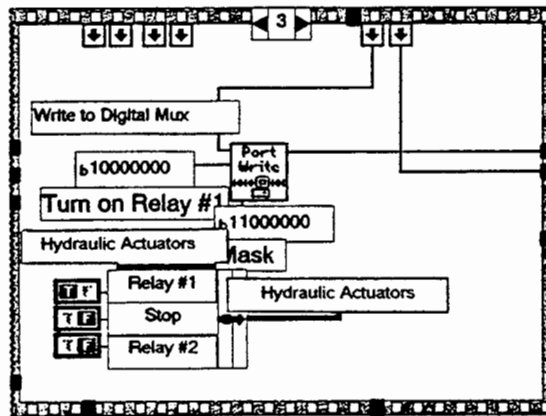 3
Write to Digital Mux
Port
Write
b10000000
Turn on Relay #1
b11000000
Hydraulic Actuators
Mask
Relay #1
Hydraulic Actuators
T F
Stop
T F
Relay #2
T F